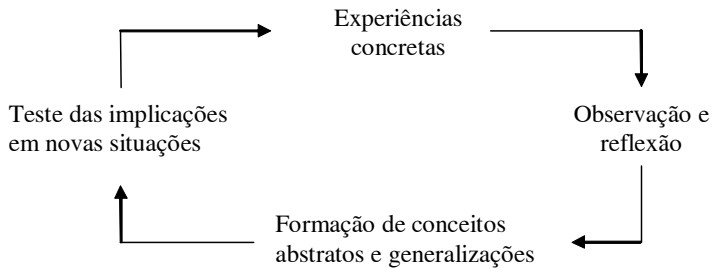 Experiências
concretas
Teste das implicações
em novas situações
Observação e
reflexão
Formação de conceitos
abstratos e generalizações